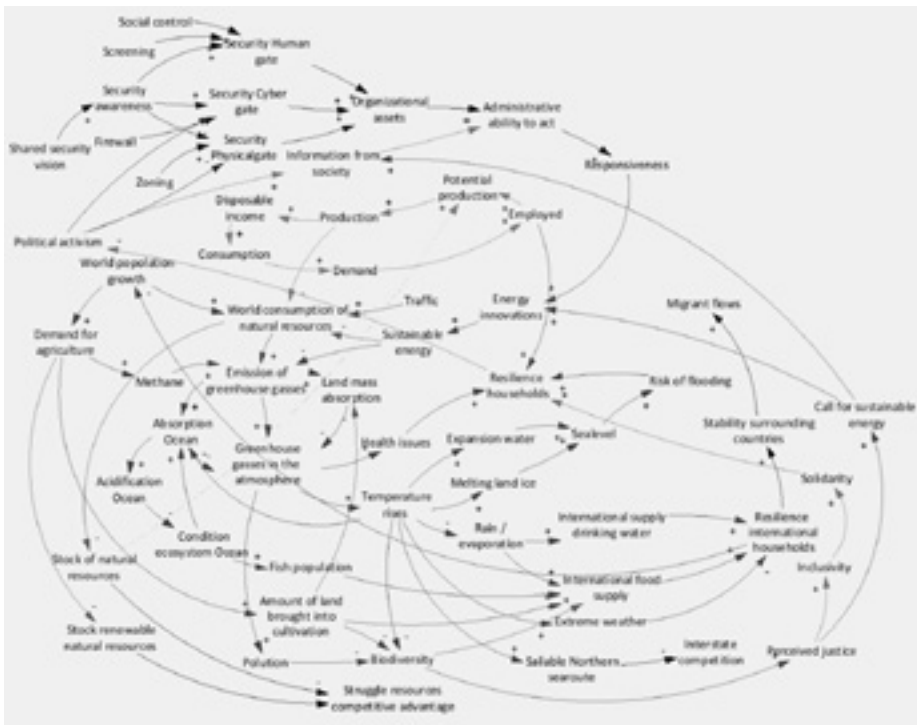 Social control
Screening
Security Human
gate
Security
awareness
Security Cyber
gate
Organizational
assets
Administrative
ability to act
Shared security
vision
Firewall
Security
Physicalgate
Information from
society
Responsiveness
Zoning
Potential
production
Disposable
income
Production
Employed
Political activism
Consumption
Demand
World population
growth
World consumption of
natural resources
Traffic
Energy
innovations
Migrant flows
Demand for
agriculture
Sustainable
energy
Methane
Emission of
greenhouse gasses
Land mass
absorption
Resilience
households
Risk of flooding
Absorption
Ocean
Greenhouse
gasses in the
atmosphere
Health issues
Expansion water
Sealevel
Stability surrounding
countries
Call for sustainable
energy
Acidification
Ocean
Melting land ice
Solidarity
Temperature
rises
Condition
ecosystem Ocean
Rain /
evaporation
International supply
drinking water
Resilience
international
households
Stock of natural
resources
Fish population
International food
supply
Inclusivity
Amount of land
brought into
cultivation
Extreme weather
Stock renewable
natural resources
Polution
Biodiversity
Sailable Northern
searoute
Interstate
competition
Perceived justice
Struggle resources
competitive advantage